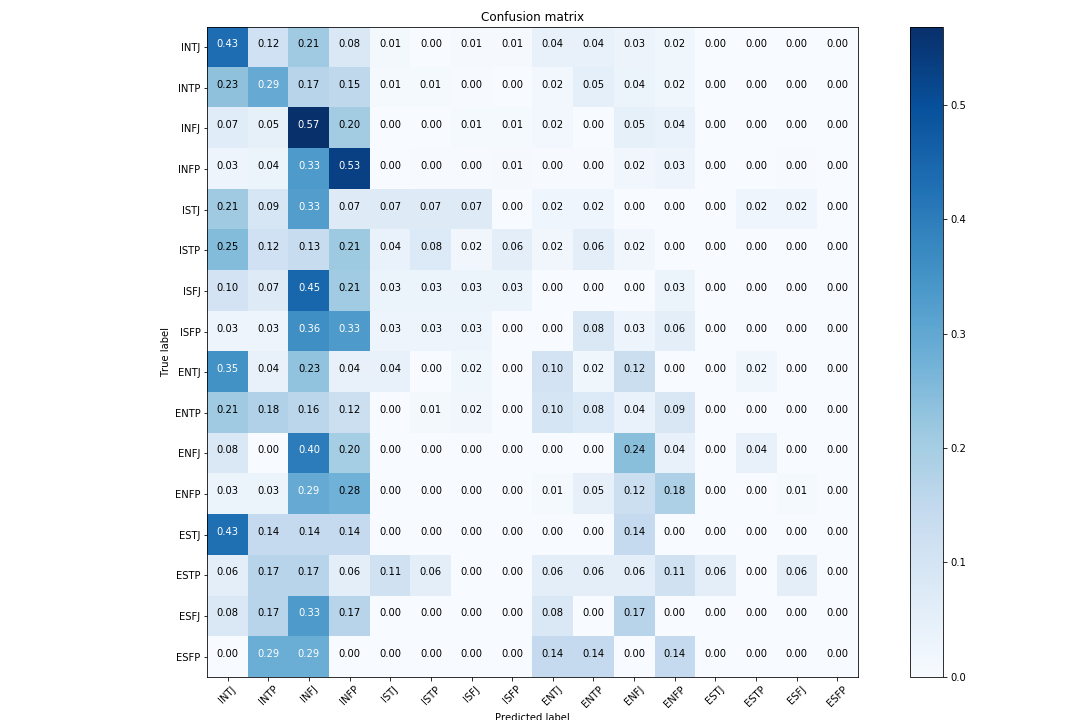 Confusion matrix
INTJ 0.43 0.12 0.21 0.08 0.01 0.00 0.01 0.01 0.04 0.04 0.03 0.02 0.00 0.00 0.00 0.00
INTP 0.23 0.29 0.17 0.15 0.01 0.01 0.00 0.00 0.02 0.05 0.04 0.02 0.00 0.00 0.00 0.00
0.5
INFJ 0.07 0.05 0.57 0.20 0.00 0.00 0.01 0.01 0.02 0.00 0.05 0.04 0.00 0.00 0.00 0.00
INFP 0.03 0.04 0.33 0.53 0.00 0.00 0.00 0.01 0.00 0.00 0.02 0.03 0.00 0.00 0.00 0.00
ISTJ 0.21 0.09 0.33 0.07 0.07 0.07 0.07 0.00 0.02 0.02 0.00 0.00 0.00 0.02 0.02 0.00
0.4
ISTP 0.25 0.12 0.13 0.21 0.04 0.08 0.02 0.06 0.02 0.06 0.02 0.00 0.00 0.00 0.00 0.00
ISFJ 0.10 0.07 0.45 0.21 0.03 0.03 0.03 0.03 0.00 0.00 0.00 0.03 0.00 0.00 0.00 0.00
ISFP 0.03 0.03 0.36 0.33 0.03 0.03 0.03 0.00 0.00 0.08 0.03 0.06 0.00 0.00 0.00 0.00
0.3
True label
ENTJ 0.35 0.04 0.23 0.04 0.04 0.00 0.02 0.00 0.10 0.02 0.12 0.00 0.00 0.02 0.00 0.00
ENTP 0.21 0.18 0.16 0.12 0.00 0.01 0.02 0.00 0.10 0.08 0.04 0.09 0.00 0.00 0.00 0.00
ENFJ 0.08 0.00 0.40 0.20 0.00 0.00 0.00 0.00 0.00 0.00 0.24 0.04 0.00 0.04 0.00 0.00
0.2
ENFP 0.03 0.03 0.29 0.28 0.00 0.00 0.00 0.00 0.01 0.05 0.12 0.18 0.00 0.00 0.01 0.00
ESTJ 0.43 0.14 0.14 0.14 0.00 0.00 0.00 0.00 0.00 0.00 0.14 0.00 0.00 0.00 0.00 0.00
ESTP 0.06 0.17 0.17 0.06 0.11 0.06 0.00 0.00 0.06 0.06 0.06 0.11 0.06 0.00 0.06 0.00
0.1
ESFJ 0.08 0.17 0.33 0.17 0.00 0.00 0.00 0.00 0.08 0.00 0.17 0.00 0.00 0.00 0.00 0.00
ESFP 0.00 0.29 0.29 0.00 0.00 0.00 0.00 0.00 0.14 0.14 0.00 0.14 0.00 0.00 0.00 0.00
0.0
INTJ INTP INFJ INFP ISTJ ISTP ISFJ ISFP ENTJ ENTP ENFJ ENFP ESTJ ESTP ESFJ ESFP
Predicted label